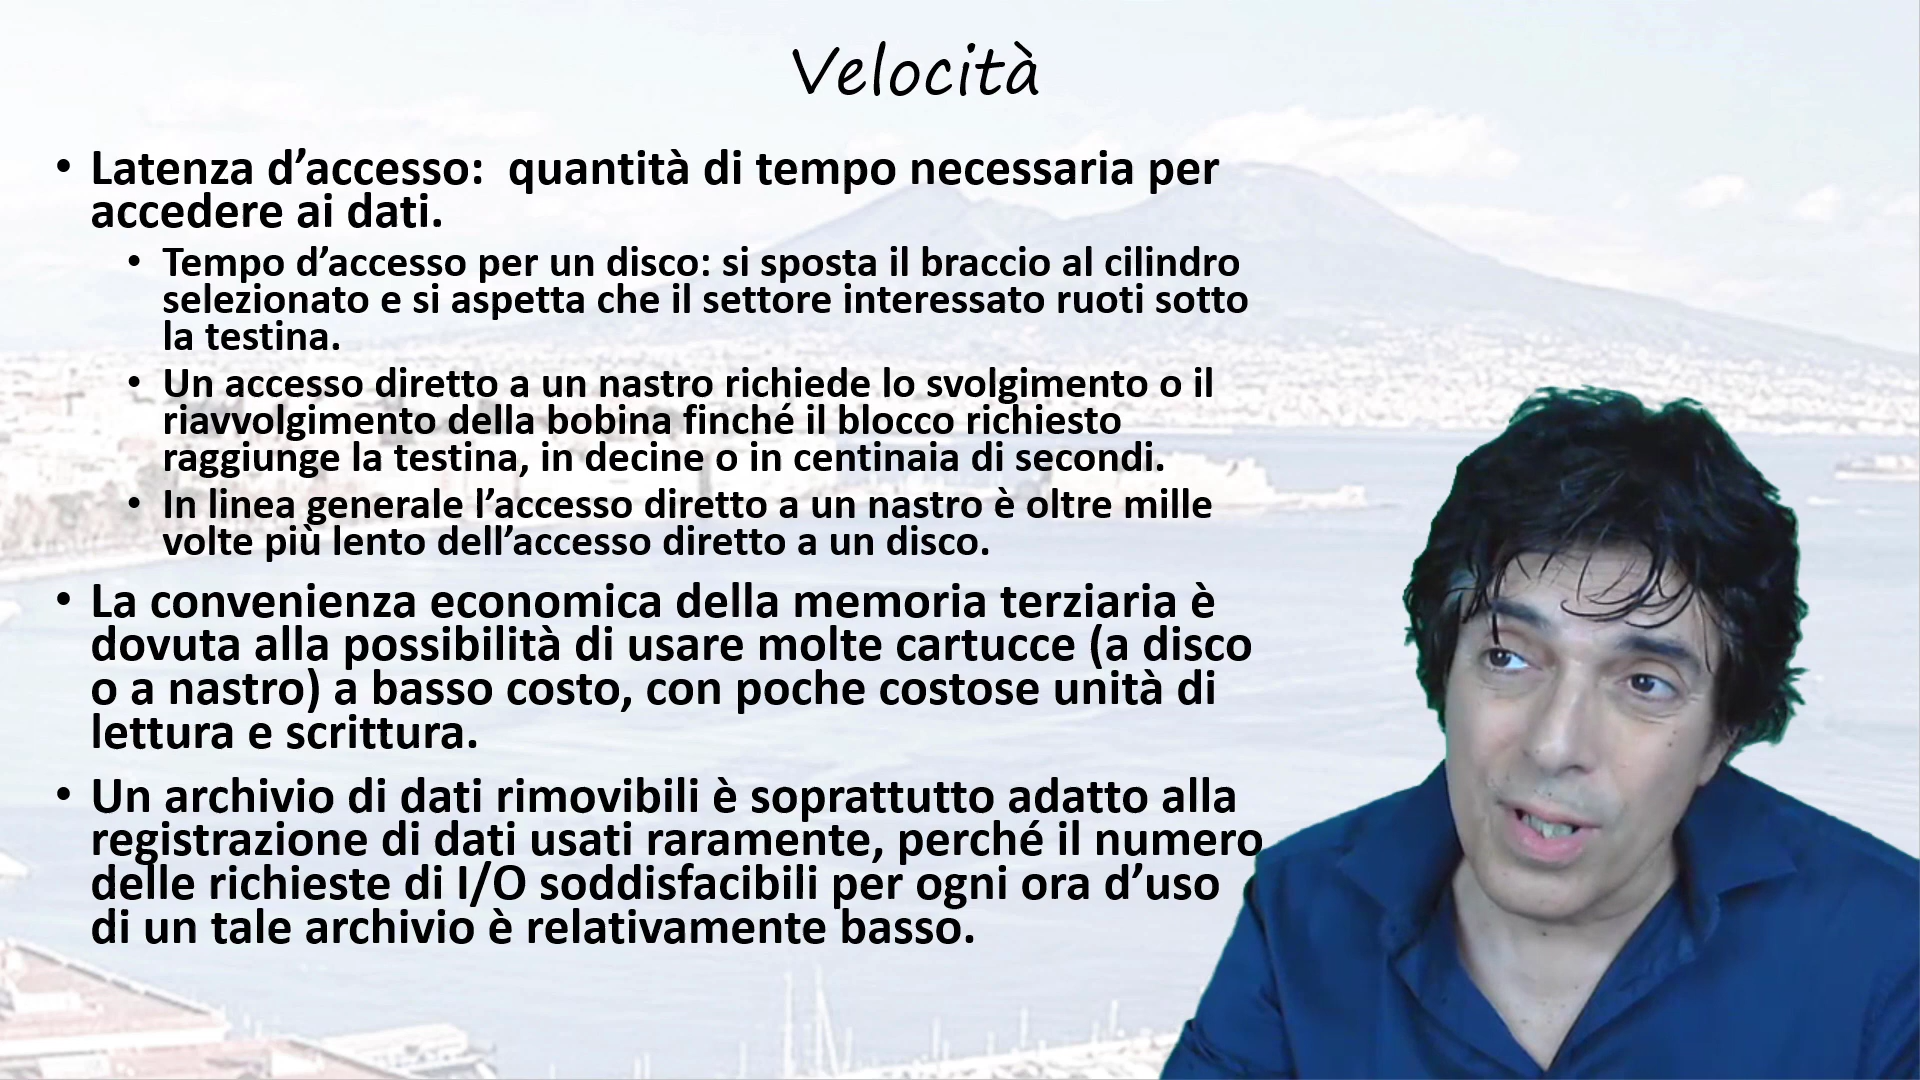 Velocità
• Latenza d’accesso:  quantità di tempo necessaria per
accedere ai dati.
• Tempo d’accesso per un disco: si sposta il braccio al cilindro
selezionato e si aspetta che il settore interessato ruoti sotto
la testina.
• Un accesso diretto a un nastro richiede lo svolgimento o il
riavvolgimento della bobina finché il blocco richiesto
raggiunge la testina, in decine o in centinaia di secondi.
• In linea generale l’accesso diretto a un nastro è oltre mille
volte più lento dell’accesso diretto a un disco.
• La convenienza economica della memoria terziaria è
dovuta alla possibilità di usare molte cartucce (a disco
o a nastro) a basso costo, con poche costose unità di
lettura e scrittura.
• Un archivio di dati rimovibili è soprattutto adatto alla
registrazione di dati usati raramente, perché il numero
delle richieste di I/O soddisfacibili per ogni ora d’uso
di un tale archivio è relativamente basso.